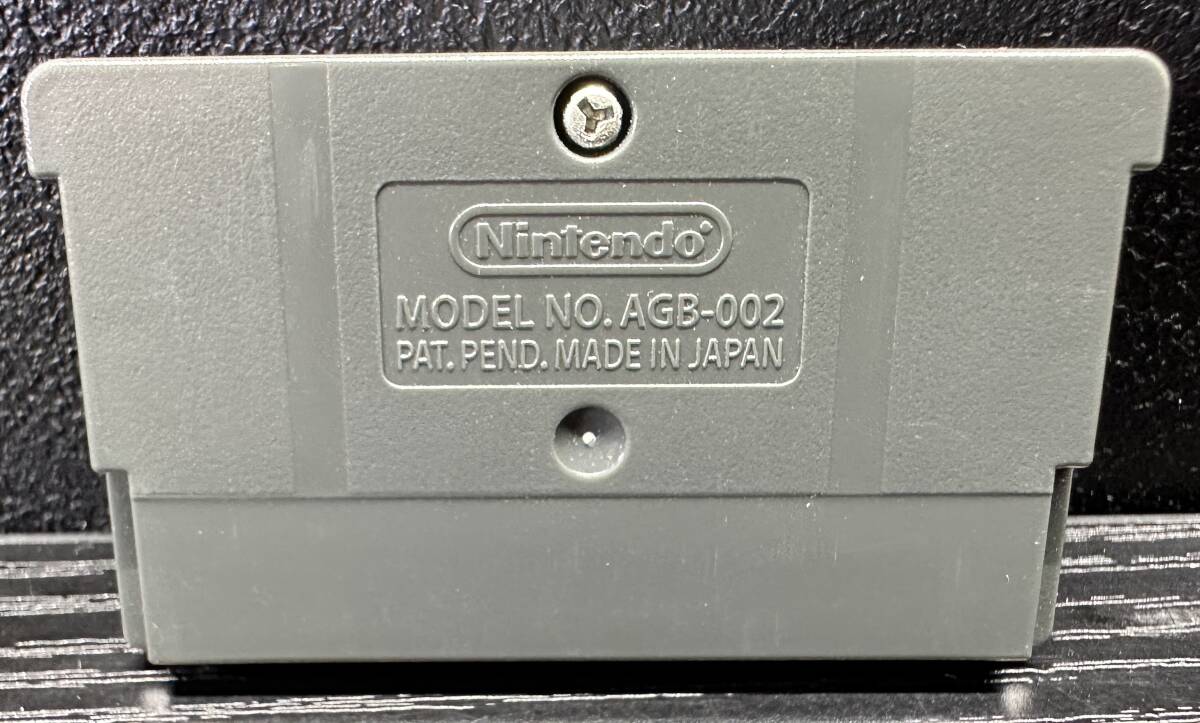 Nintendo
MODEL NO. AGB-002
PAT. PEND. MADE IN JAPAN